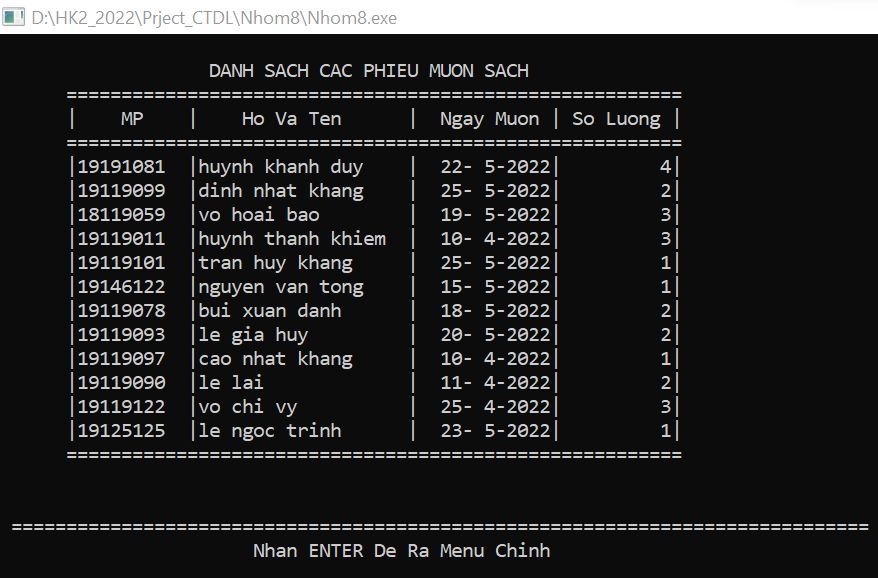 D:\HK2_2022\Prject_CTDL\Nhom8\Nhom8.exe
DANH SACH CAC PHIEU MUON SACH
========================================================
|    MP    |    Ho Va Ten      |  Ngay Muon | So Luong |
========================================================
|19191081  |huynh khanh duy    |  22- 5-2022|         4|
|19119099  |dinh nhat khang    |  25- 5-2022|         2|
|18119059  |vo hoai bao        |  19- 5-2022|         3|
|19119011  |huynh thanh khiem  |  10- 4-2022|         3|
|19119101  |tran huy khang     |  25- 5-2022|         1|
|19146122  |nguyen van tong    |  15- 5-2022|         1|
|19119078  |bui xuan danh      |  18- 5-2022|         2|
|19119093  |le gia huy         |  20- 5-2022|         2|
|19119097  |cao nhat khang     |  10- 4-2022|         1|
|19119090  |le lai             |  11- 4-2022|         2|
|19119122  |vo chi vy          |  25- 4-2022|         3|
|19125125  |le ngoc trinh      |  23- 5-2022|         1|
========================================================
==============================================================================
Nhan ENTER De Ra Menu Chinh